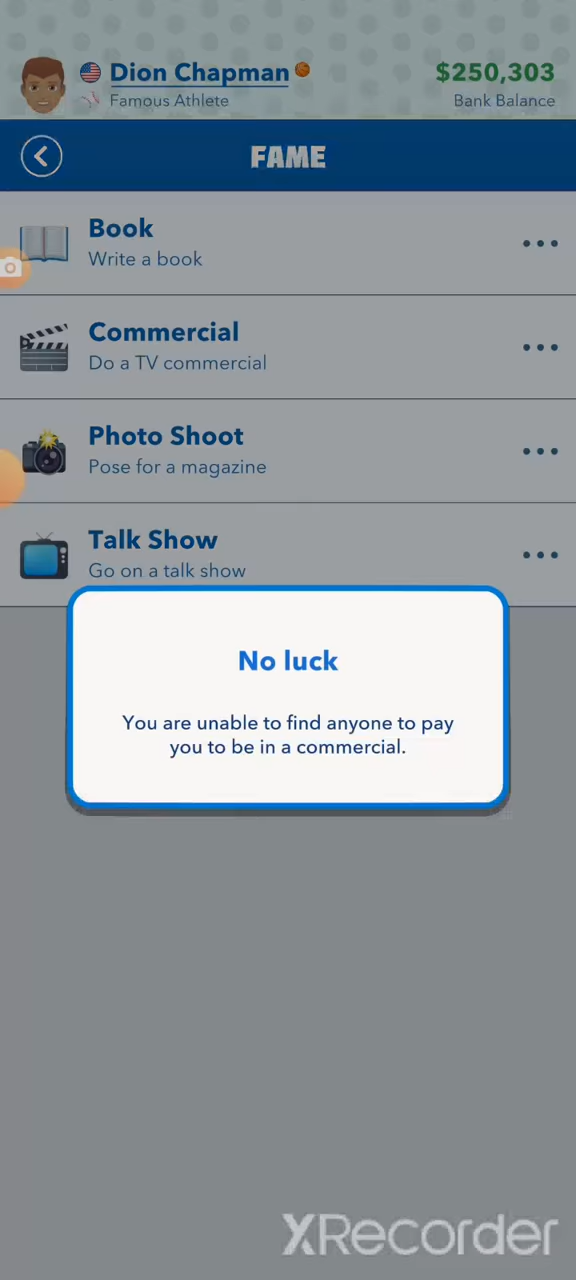 Dion Chapman
$250,303
Famous Athlete
Bank Balance
FAME
Book
Write a book
Commercial
Do a TV commercial
Photo Shoot
Pose for a magazine
Talk Show
Go on a talk show
No luck
You are unable to find anyone to pay
you to be in a commercial.
XRecorder